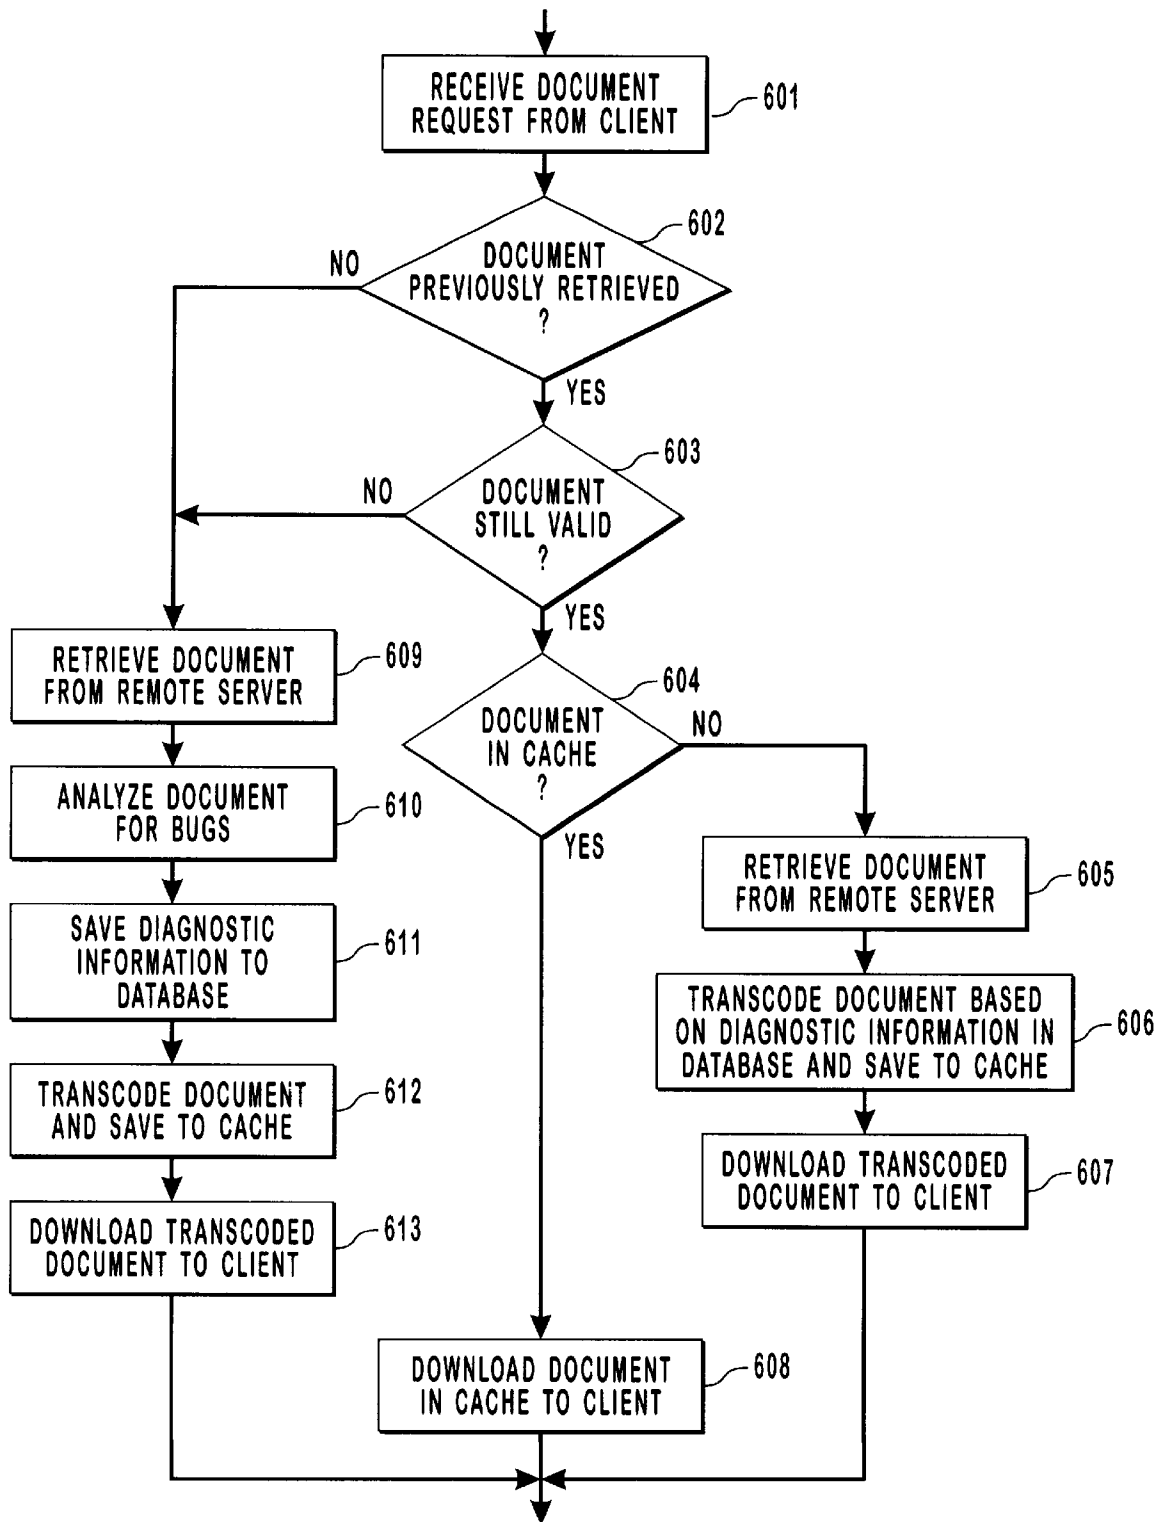 RECEIVE DOCUMENT
REQUEST FROM CLIENT
601
602
DOCUMENT
PREVIOUSLY RETRIEVED
?
NO
YES
603
DOCUMENT
STILL VALID
?
NO
YES
604
DOCUMENT
IN CACHE
?
NO
YES
RETRIEVE DOCUMENT
FROM REMOTE SERVER
609
ANALYZE DOCUMENT
FOR BUGS
610
SAVE DIAGNOSTIC
INFORMATION TO
DATABASE
611
TRANSCODE DOCUMENT
AND SAVE TO CACHE
612
DOWNLOAD TRANSCODED
DOCUMENT TO CLIENT
613
RETRIEVE DOCUMENT
FROM REMOTE SERVER
605
TRANSCODE DOCUMENT BASED
ON DIAGNOSTIC INFORMATION IN
DATABASE AND SAVE TO CACHE
606
DOWNLOAD TRANSCODED
DOCUMENT TO CLIENT
607
DOWNLOAD DOCUMENT
IN CACHE TO CLIENT
608